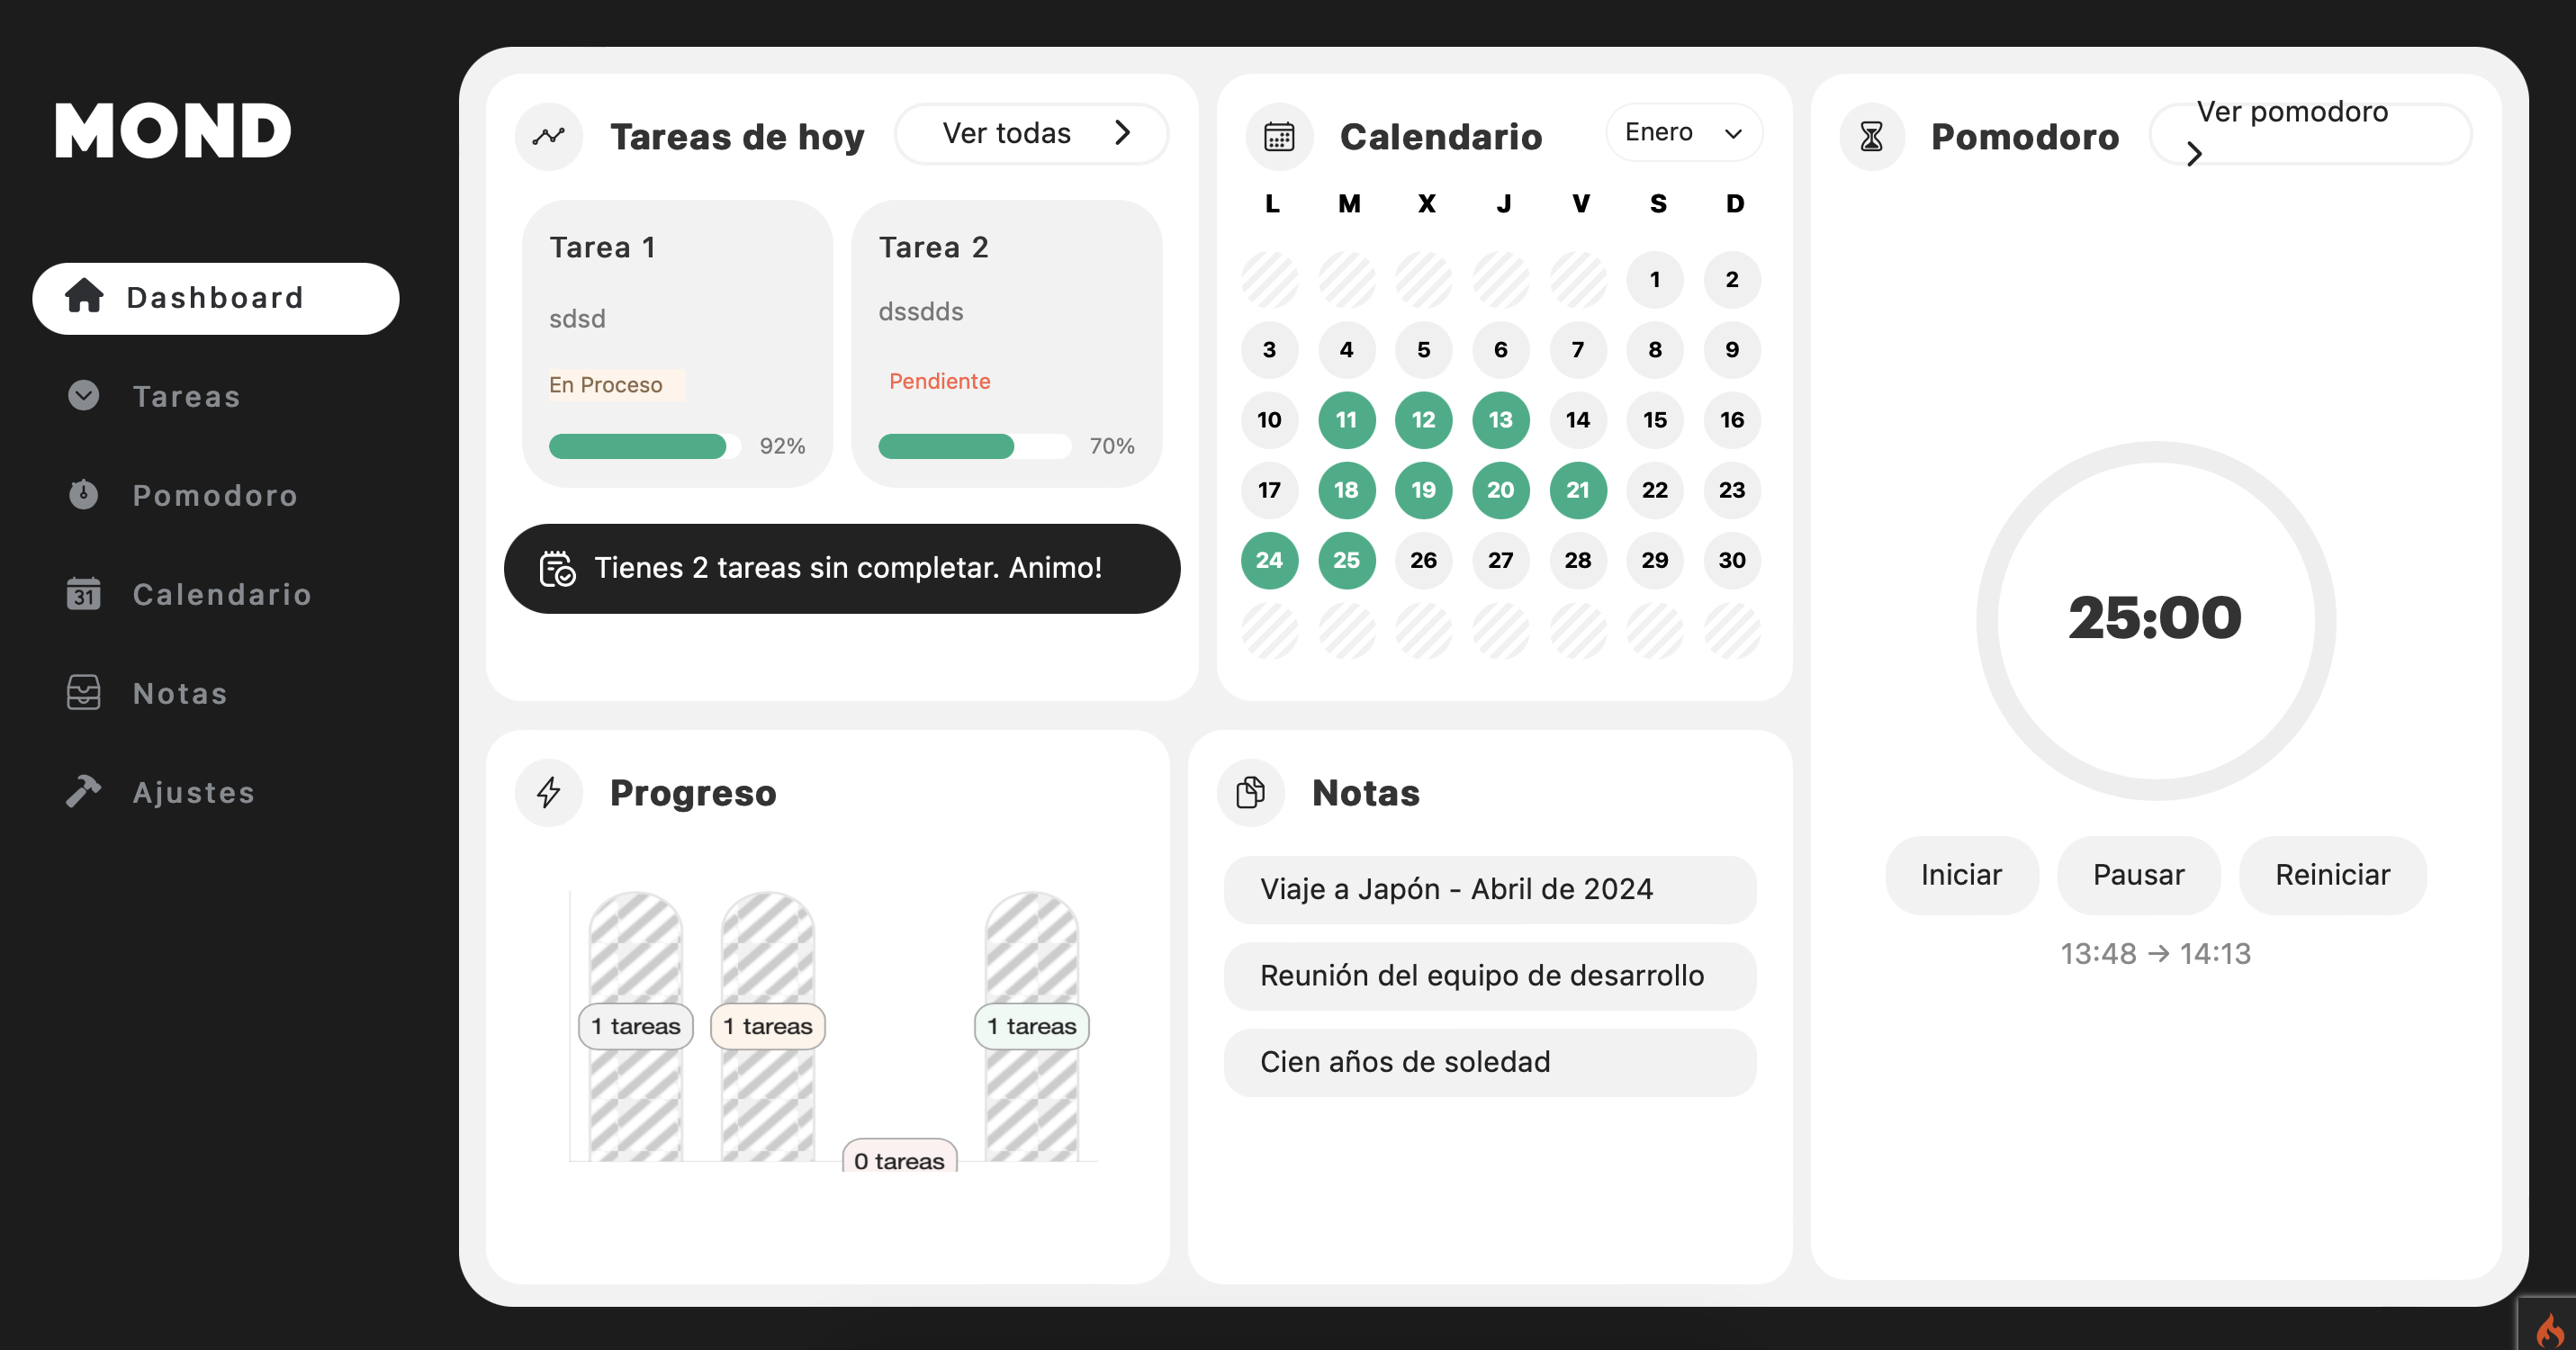 MOND
Dashboard
Tareas
Pomodoro
31 Calendario
Notas
Ajustes
Tareas de hoy
Ver todas
Tarea 1
sdsd
En Proceso
92%
Tarea 2
dssdds
Pendiente
70%
Tienes 2 tareas sin completar. Animo!
Calendario
Enero
L M X J V S D
1 2
3 4 5 6 7 8 9
10 11 12 13 14 15 16
17 18 19 20 21 22 23
24 25 26 27 28 29 30
Pomodoro
Ver pomodoro
25:00
Iniciar Pausar Reiniciar
13:48 → 14:13
Progreso
1 tareas
1 tareas
0 tareas
1 tareas
Notas
Viaje a Japón - Abril de 2024
Reunión del equipo de desarrollo
Cien años de soledad